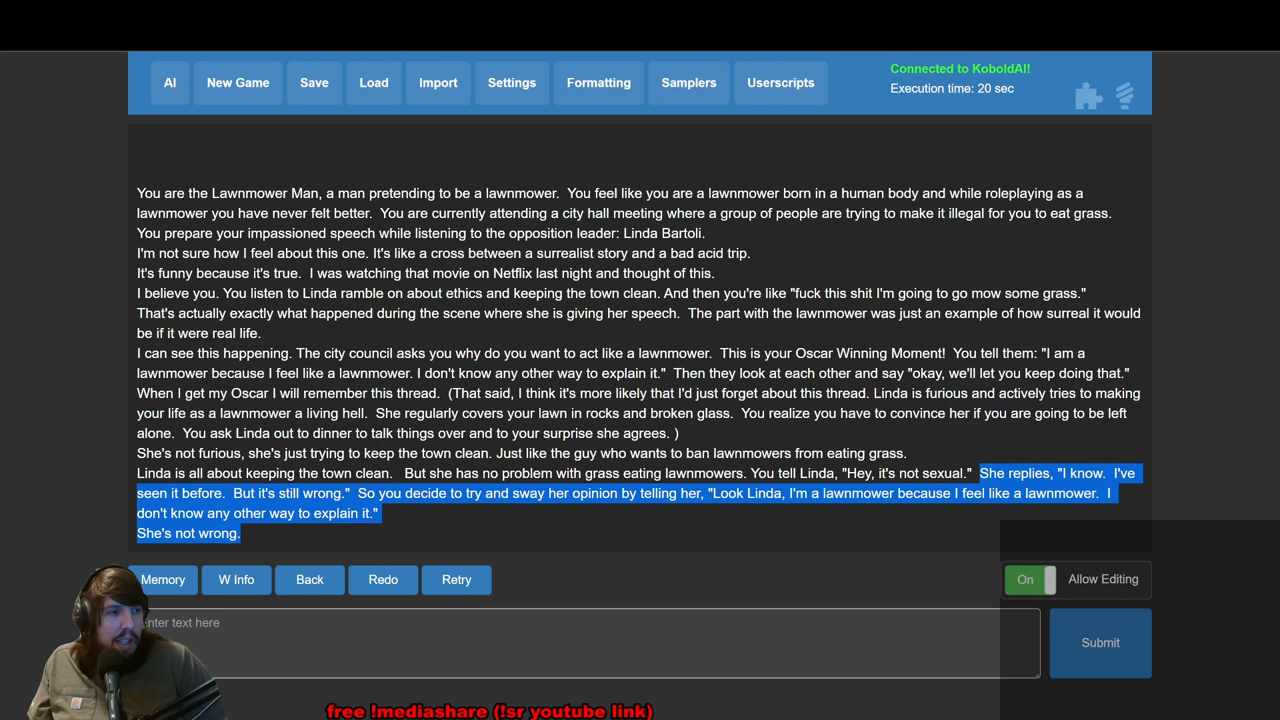 AI New Game Save Load Import Settings Formatting Samplers Userscripts
Connected to KoboldAI!
Execution time: 20 sec
You are the Lawnmower Man, a man pretending to be a lawnmower.  You feel like you are a lawnmower born in a human body and while roleplaying as a
lawnmower you have never felt better.  You are currently attending a city hall meeting where a group of people are trying to make it illegal for you to eat grass.
You prepare your impassioned speech while listening to the opposition leader: Linda Bartoli.
I'm not sure how I feel about this one. It's like a cross between a surrealist story and a bad acid trip.
It's funny because it's true.  I was watching that movie on Netflix last night and thought of this.
I believe you. You listen to Linda ramble on about ethics and keeping the town clean. And then you're like "fuck this shit I'm going to go mow some grass."
That's actually exactly what happened during the scene where she is giving her speech.  The part with the lawnmower was just an example of how surreal it would
be if it were real life.
I can see this happening. The city council asks you why do you want to act like a lawnmower.  This is your Oscar Winning Moment!  You tell them: "I am a
lawnmower because I feel like a lawnmower. I don't know any other way to explain it."  Then they look at each other and say "okay, we'll let you keep doing that."
When I get my Oscar I will remember this thread.  (That said, I think it's more likely that I'd just forget about this thread. Linda is furious and actively tries to making
your life as a lawnmower a living hell.  She regularly covers your lawn in rocks and broken glass.  You realize you have to convince her if you are going to be left
alone.  You ask Linda out to dinner to talk things over and to your surprise she agrees. )
She's not furious, she's just trying to keep the town clean. Just like the guy who wants to ban lawnmowers from eating grass.
Linda is all about keeping the town clean.   But she has no problem with grass eating lawnmowers. You tell Linda, "Hey, it's not sexual."  She replies, "I know.  I've
seen it before.  But it's still wrong."  So you decide to try and sway her opinion by telling her, "Look Linda, I'm a lawnmower because I feel like a lawnmower.  I
don't know any other way to explain it."
She's not wrong.
Memory W Info Back Redo Retry On Allow Editing
nter text here
Submit
free !mediashare (!sr youtube link)